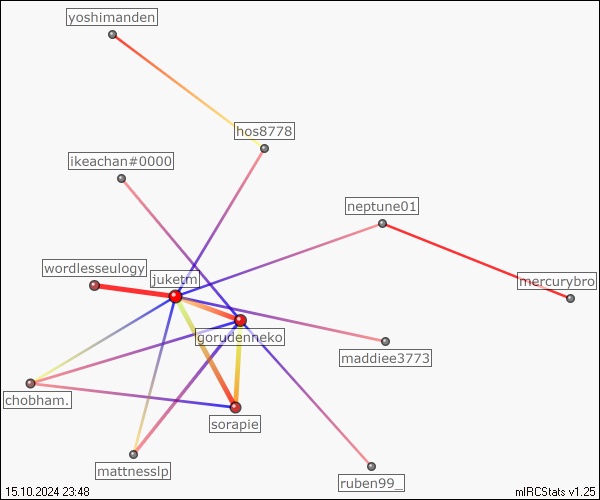 yoshimanden
hos8778
ikeachan#0000
neptune01
wordlesseulogy
juketm
mercurybro
gorudenneko
maddiee3773
chobham.
sorapie
mattnesslp
ruben99_
15.10.2024 23:48
mIRCStats v1.25